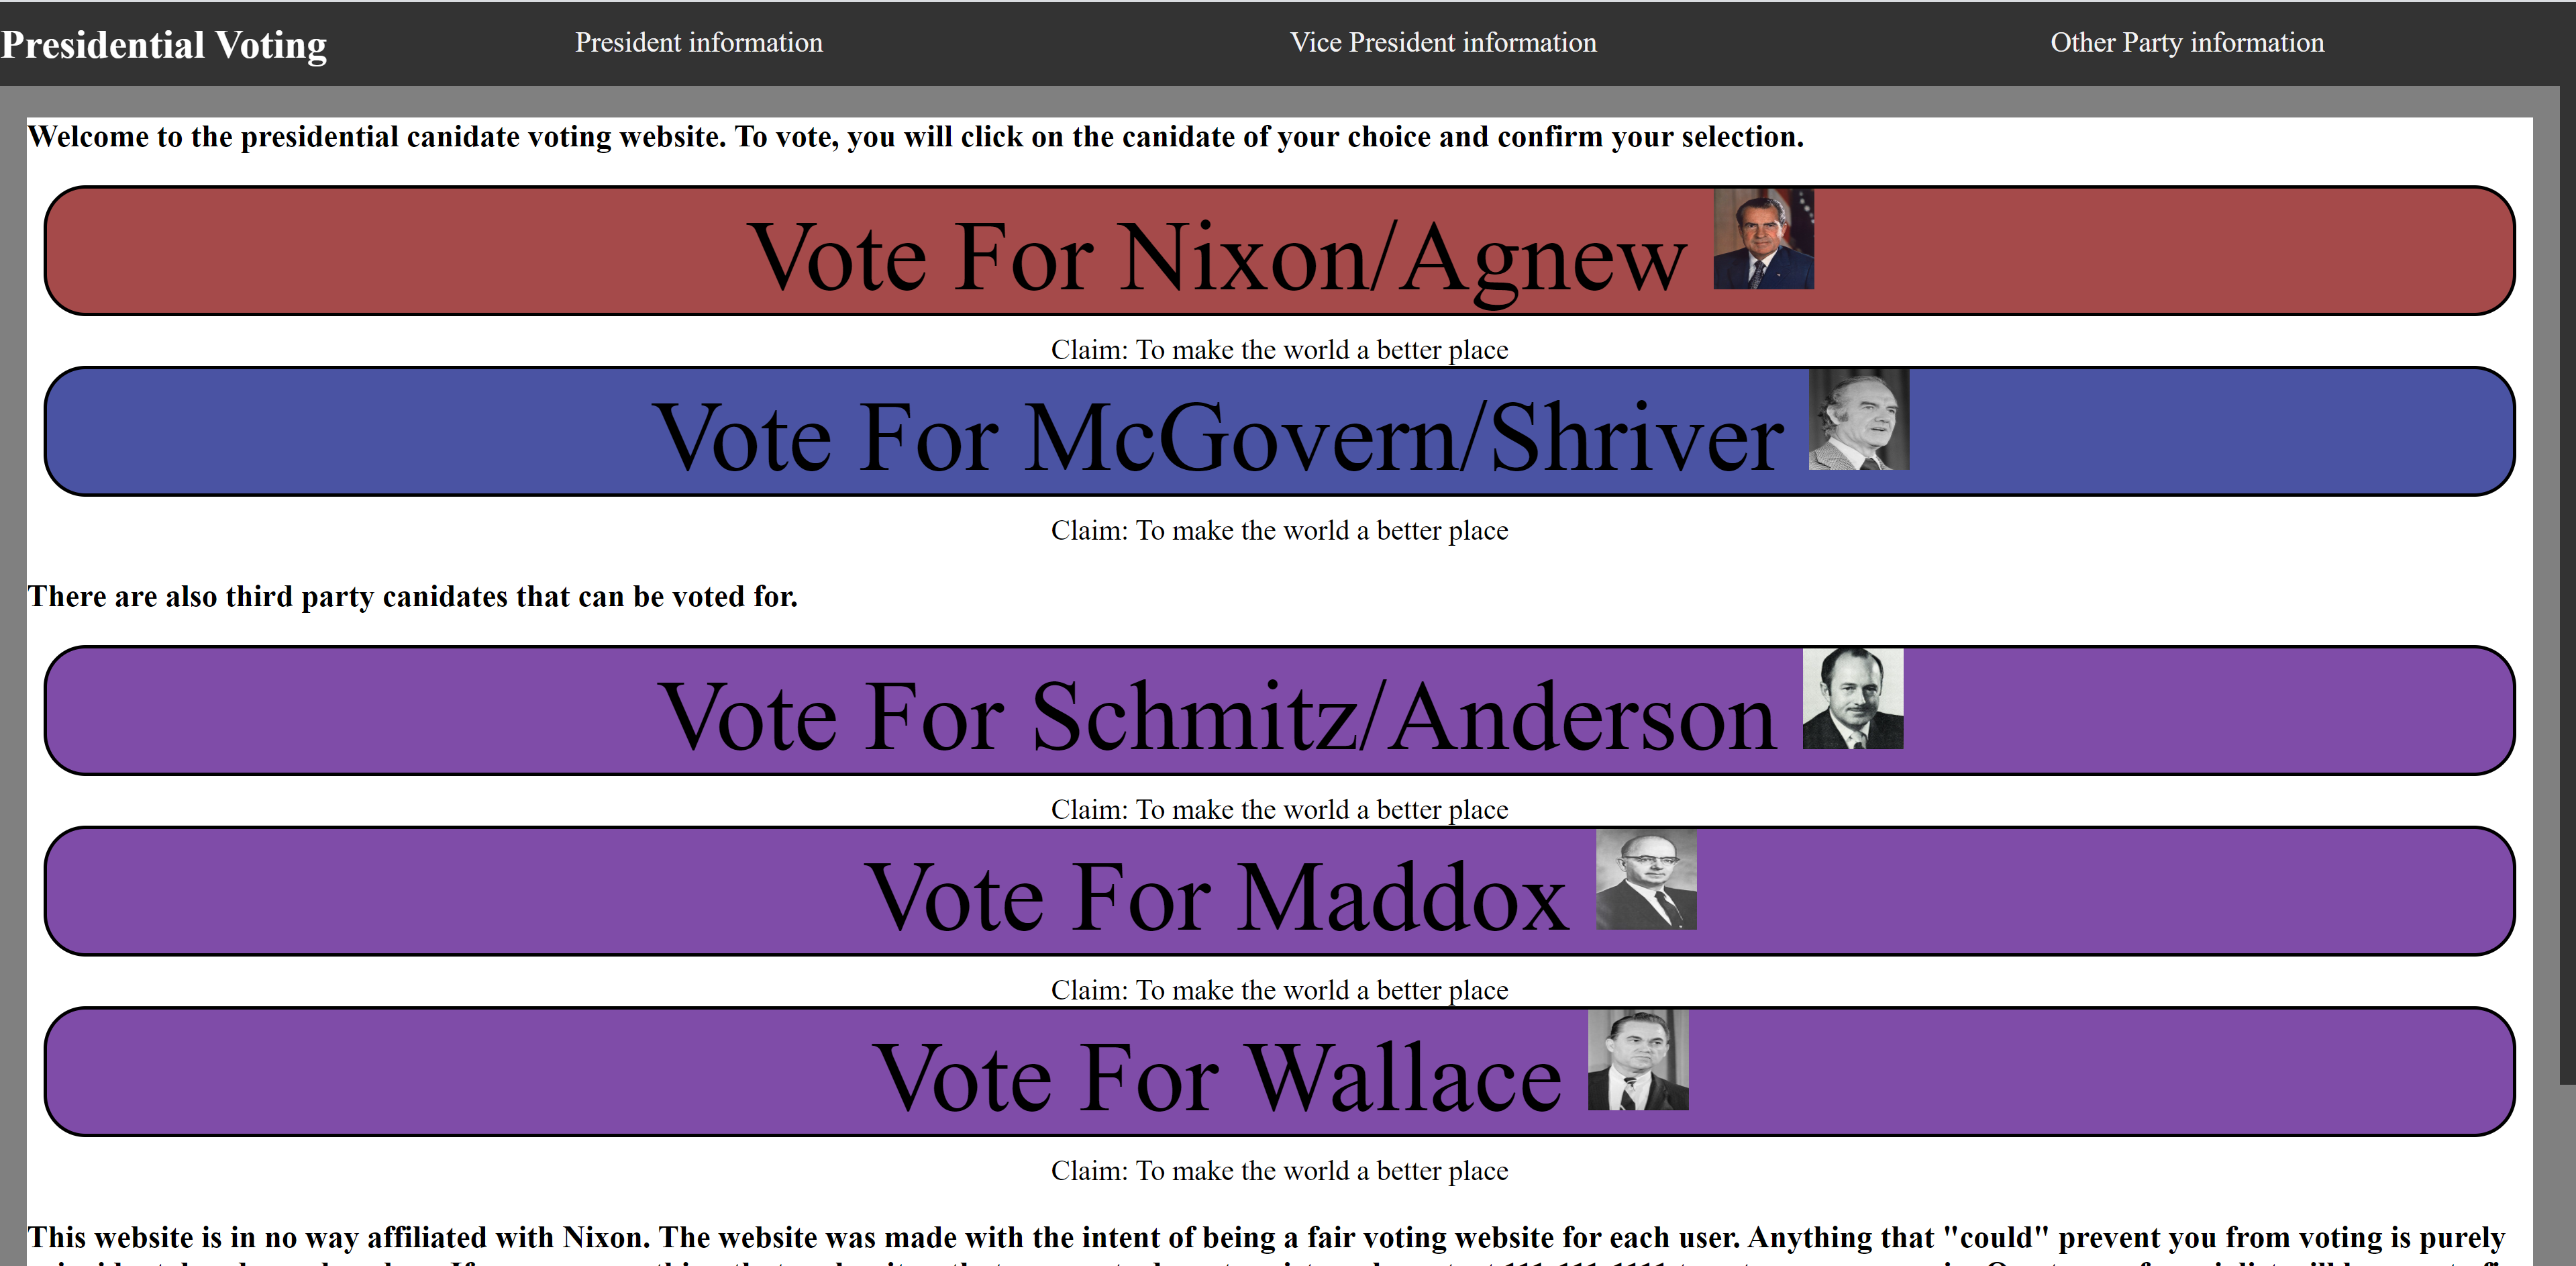 Presidential Voting
President information
Vice President information
Other Party information
Welcome to the presidential canidate voting website. To vote, you will click on the canidate of your choice and confirm your selection.
Vote For Nixon/Agnew
Claim: To make the world a better place
Vote For McGovern/Shriver
Claim: To make the world a better place
There are also third party canidates that can be voted for.
Vote For Schmitz/Anderson
Claim: To make the world a better place
Vote For Maddox
Claim: To make the world a better place
Vote For Wallace
Claim: To make the world a better place
This website is in no way affiliated with Nixon. The website was made with the intent of being a fair voting website for each user. Anything that "could" prevent you from voting is purely